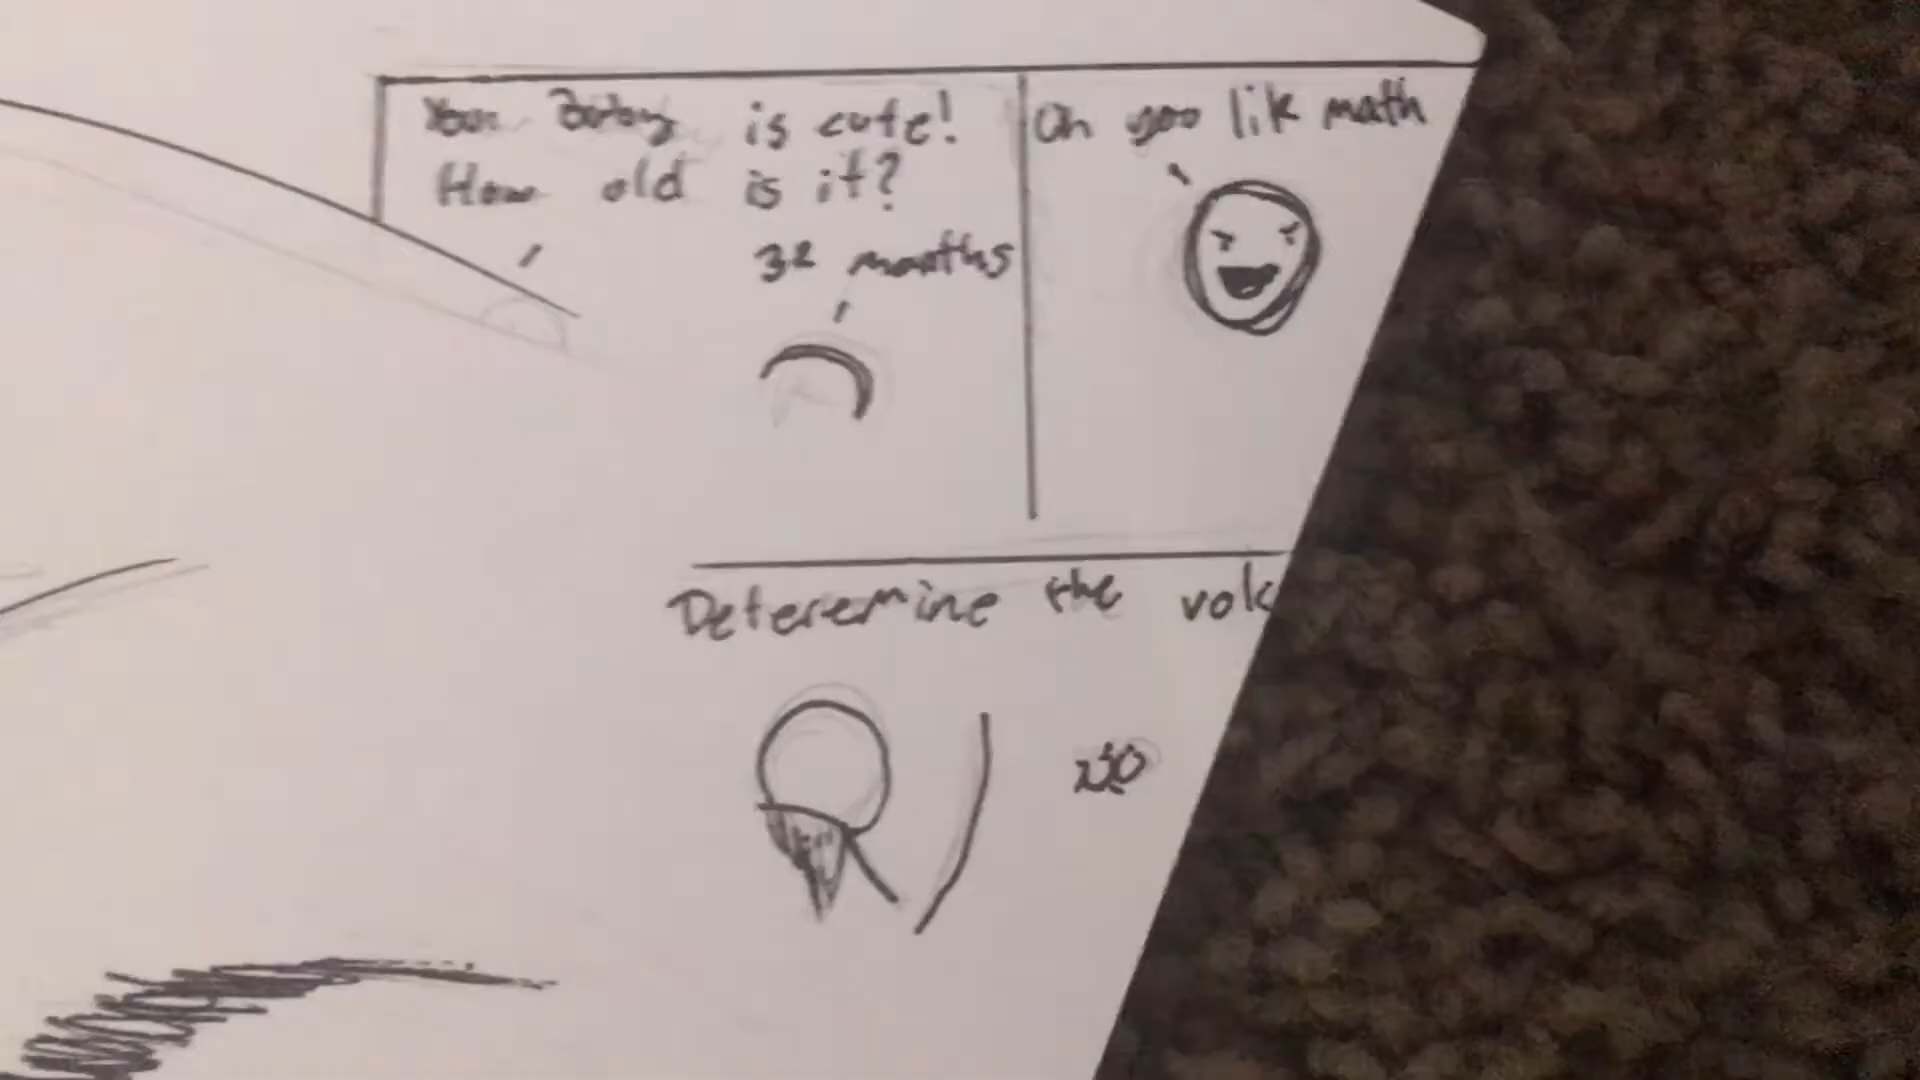 Your baby is cute!
How old is it?
32 months
Oh you lik math
Deteremine the vol